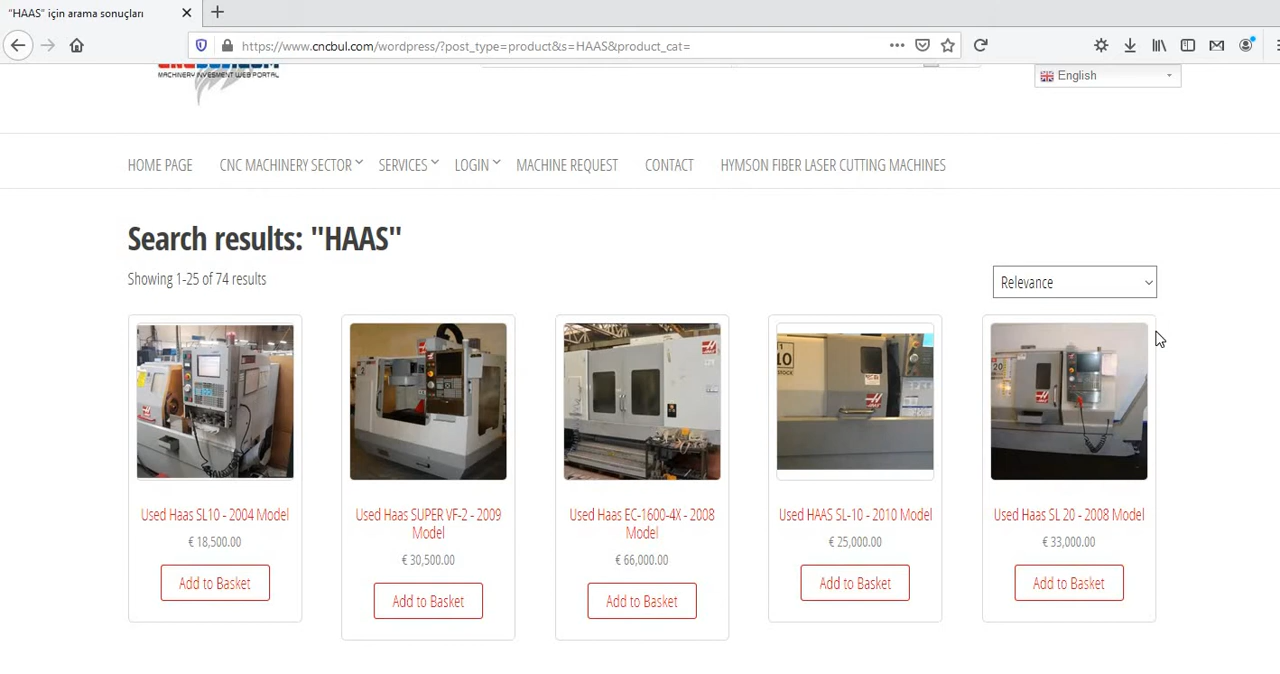 "HAAS" için arama sonuçları
https://www.cncbul.com/wordpress/?post_type=product&s=HAAS&product_cat=
MACHINERY INVESMENT WEB PORTAL
English
HOME PAGE
CNC MACHINERY SECTOR
SERVICES
LOGIN
MACHINE REQUEST
CONTACT
HYMSON FIBER LASER CUTTING MACHINES
Search results: "HAAS"
Showing 1-25 of 74 results
Relevance
Used Haas SL10 - 2004 Model
€ 18,500.00
Add to Basket
Used Haas SUPER VF-2 - 2009
Model
€ 30,500.00
Add to Basket
Used Haas EC-1600-4X - 2008
Model
€ 66,000.00
Add to Basket
Used HAAS SL-10 - 2010 Model
€ 25,000.00
Add to Basket
Used Haas SL 20 - 2008 Model
€ 33,000.00
Add to Basket